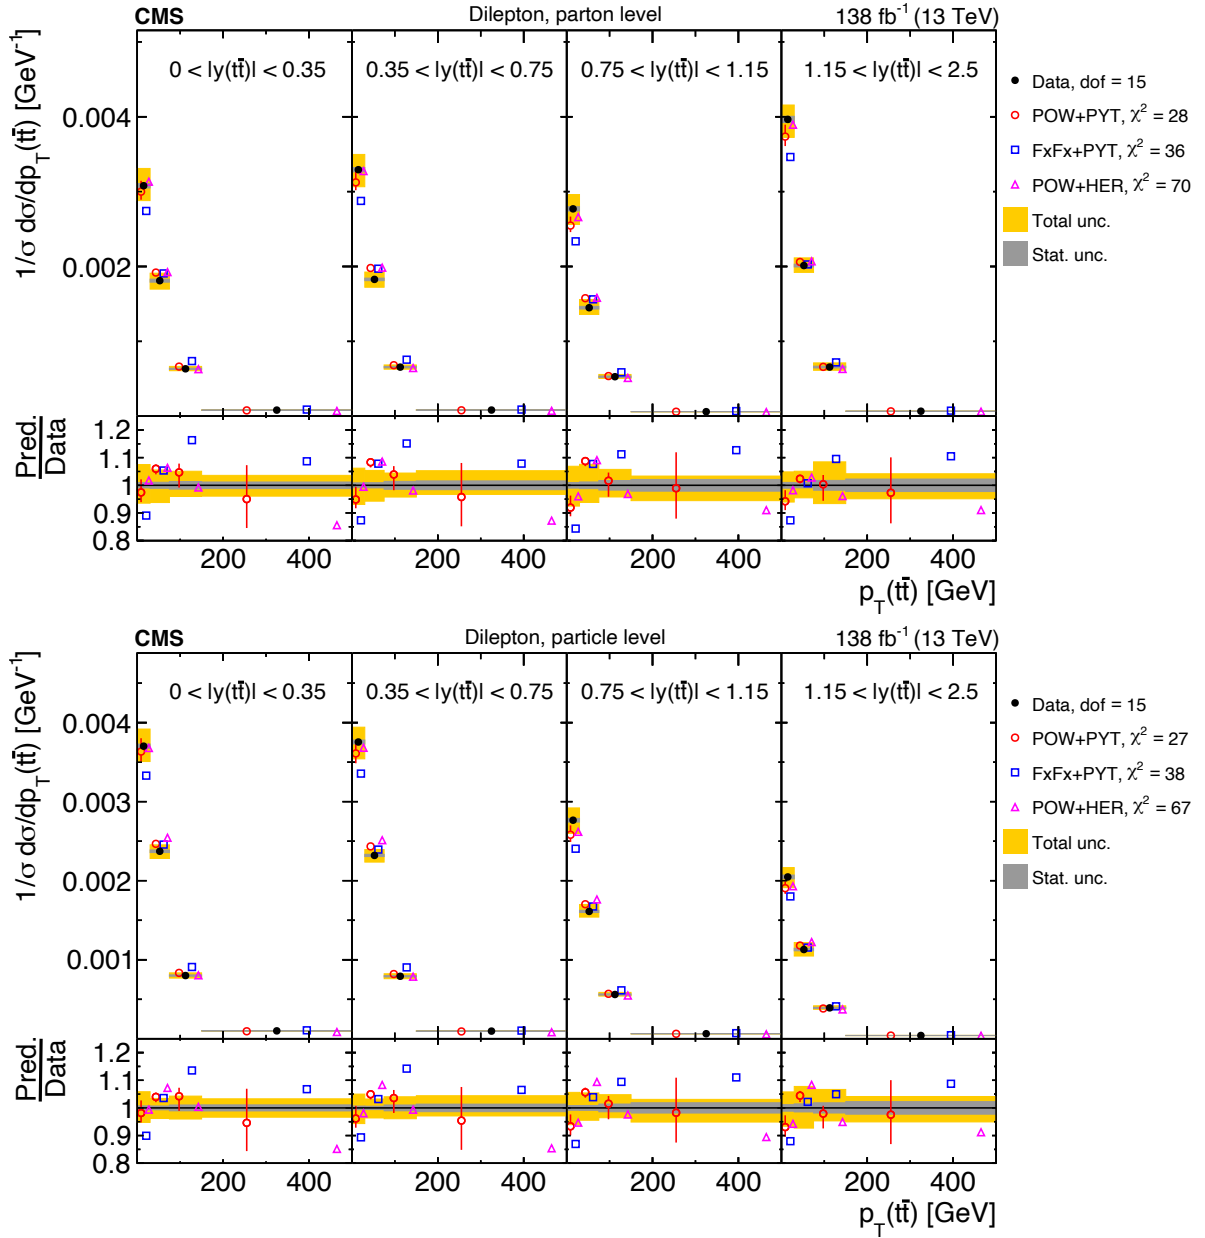 CMS Dilepton, parton level 138 fb⁻¹ (13 TeV)
1/σ dσ/dp_T(tt̄) [GeV⁻¹]
0 < |y(tt̄)| < 0.35 0.35 < |y(tt̄)| < 0.75 0.75 < |y(tt̄)| < 1.15 1.15 < |y(tt̄)| < 2.5
0.004
0.002
Data, dof = 15
POW+PYT, χ² = 28
FxFx+PYT, χ² = 36
POW+HER, χ² = 70
Total unc.
Stat. unc.
Pred.
Data
1.2
1.1
1
0.9
0.8
200 400 200 400 200 400 200 400
p_T(tt̄) [GeV]
CMS Dilepton, particle level 138 fb⁻¹ (13 TeV)
1/σ dσ/dp_T(tt̄) [GeV⁻¹]
0 < |y(tt̄)| < 0.35 0.35 < |y(tt̄)| < 0.75 0.75 < |y(tt̄)| < 1.15 1.15 < |y(tt̄)| < 2.5
0.004
0.003
0.002
0.001
Data, dof = 15
POW+PYT, χ² = 27
FxFx+PYT, χ² = 38
POW+HER, χ² = 67
Total unc.
Stat. unc.
Pred.
Data
1.2
1.1
1
0.9
0.8
200 400 200 400 200 400 200 400
p_T(tt̄) [GeV]